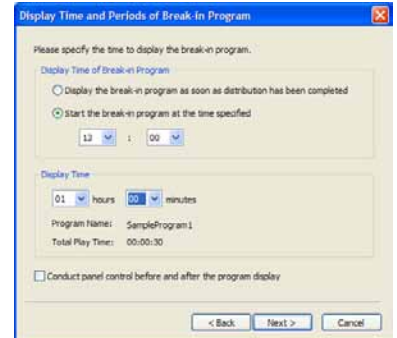 Display Time and Periods of Break-in Program
Please specify the time to display the break-in program.
Display Time of Break-in Program
Display the break-in program as soon as distribution has been completed
Start the break-in program at the time specified
12 : 00
Display Time
01 hours 00 minutes
Program Name: SampleProgram1
Total Play Time: 00:00:30
Conduct panel control before and after the program display
< Back Next > Cancel